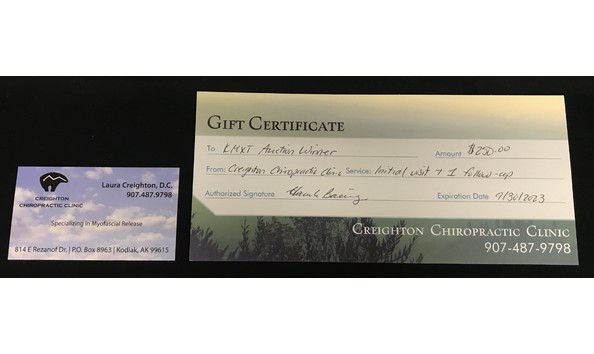 CREIGHTON
CHIROPRACTIC CLINIC
Laura Creighton, D.C.
907.487.9798
Specializing in Myofascial Release
814 E Rezanof Dr. | P.O. Box 8963 | Kodiak, AK 99615
GIFT CERTIFICATE
To KMXT Auction Winner Amount $250.00
From: Creighton Chiropractic Clinic Service: Initial visit + 1 follow-up
Authorized Signature Expiration Date 9/30/2023
CREIGHTON CHIROPRACTIC CLINIC
907-487-9798